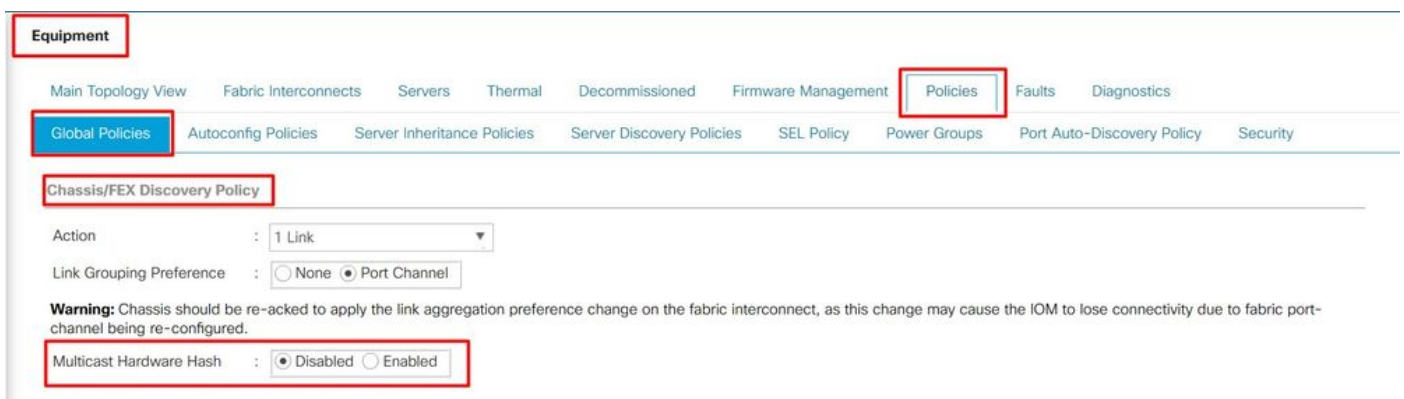 Equipment
Main Topology View Fabric Interconnects Servers Thermal Decommissioned Firmware Management Policies Faults Diagnostics
Global Policies Autoconfig Policies Server Inheritance Policies Server Discovery Policies SEL Policy Power Groups Port Auto-Discovery Policy Security
Chassis/FEX Discovery Policy
Action : 1 Link
Link Grouping Preference : None Port Channel
Warning: Chassis should be re-acked to apply the link aggregation preference change on the fabric interconnect, as this change may cause the IOM to lose connectivity due to fabric port-
channel being re-configured.
Multicast Hardware Hash : Disabled Enabled